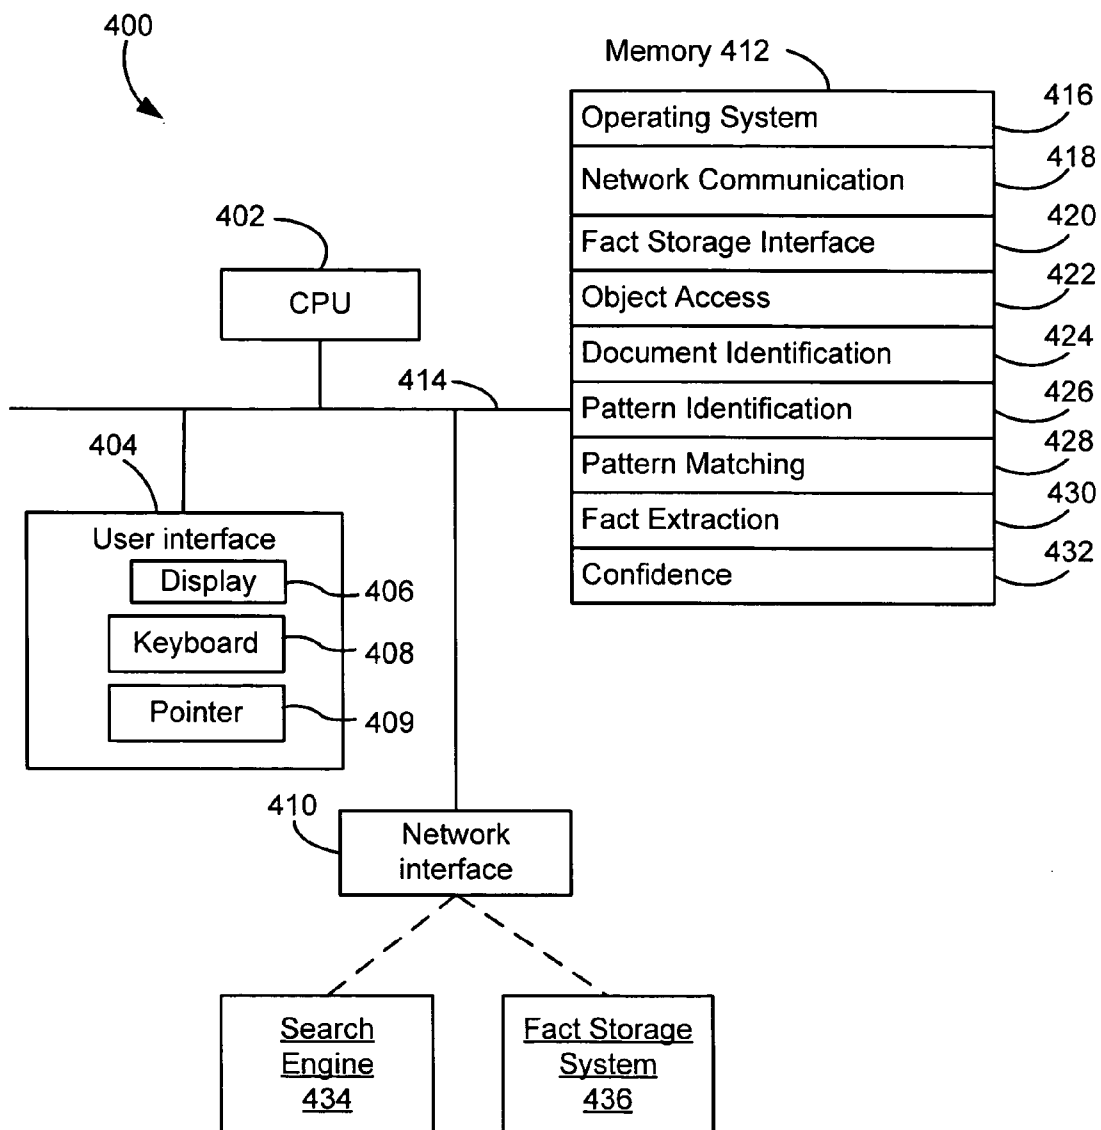 400
Memory 412
Operating System
416
Network Communication
418
Fact Storage Interface
420
Object Access
422
Document Identification
424
Pattern Identification
426
Pattern Matching
428
Fact Extraction
430
Confidence
432
402
CPU
414
404
User interface
Display
406
Keyboard
408
Pointer
409
410
Network
interface
Search
Engine
434
Fact Storage
System
436